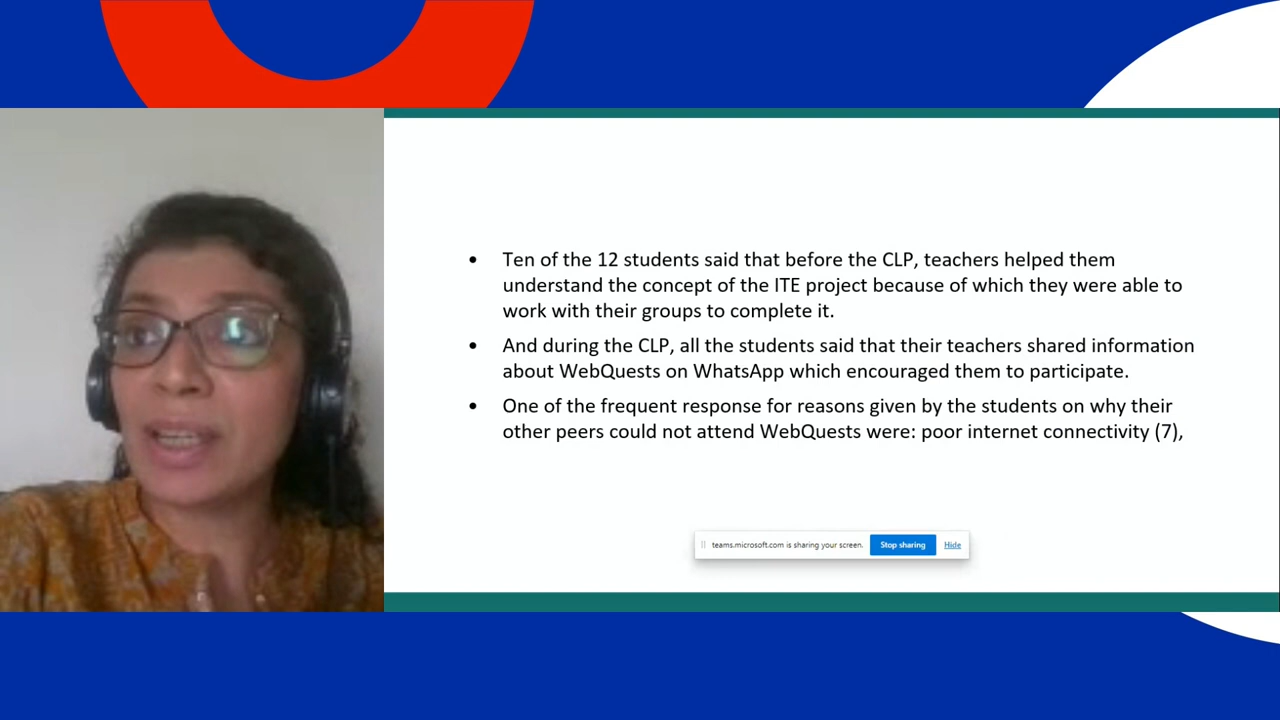 • Ten of the 12 students said that before the CLP, teachers helped them
understand the concept of the ITE project because of which they were able to
work with their groups to complete it.
• And during the CLP, all the students said that their teachers shared information
about WebQuests on WhatsApp which encouraged them to participate.
• One of the frequent response for reasons given by the students on why their
other peers could not attend WebQuests were: poor internet connectivity (7),
teams.microsoft.com is sharing your screen. Stop sharing Hide